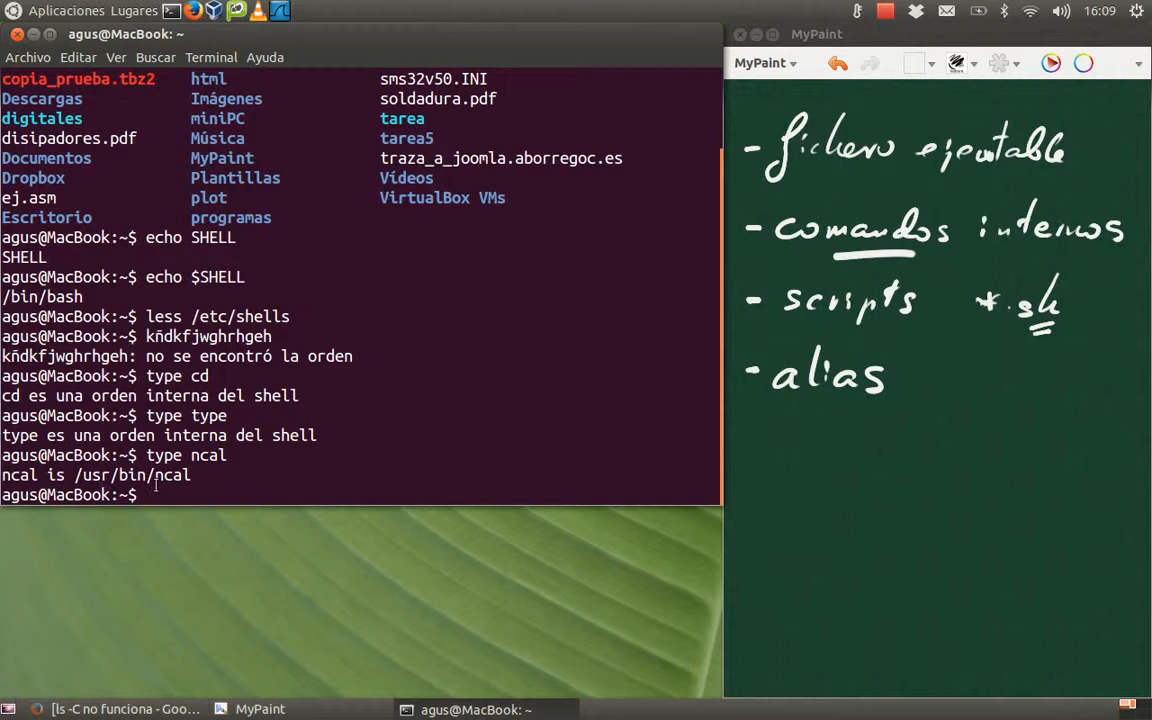 Aplicaciones Lugares 16:09
agus@MacBook: ~
Archivo Editar Ver Buscar Terminal Ayuda
copia_prueba.tbz2 html sms32v50.INI
Descargas Imágenes soldadura.pdf
digitales miniPC tarea
disipadores.pdf Música tarea5
Documentos MyPaint traza_a_joomla.aborregoc.es
Dropbox Plantillas Vídeos
ej.asm plot VirtualBox VMs
Escritorio programas
agus@MacBook:~$ echo SHELL
SHELL
agus@MacBook:~$ echo $SHELL
/bin/bash
agus@MacBook:~$ less /etc/shells
agus@MacBook:~$ kñdkfjwghrhgeh
kñdkfjwghrhgeh: no se encontró la orden
agus@MacBook:~$ type cd
cd es una orden interna del shell
agus@MacBook:~$ type type
type es una orden interna del shell
agus@MacBook:~$ type ncal
ncal is /usr/bin/ncal
agus@MacBook:~$
MyPaint
MyPaint
- fichero ejecutable
- comandos internos
- scripts *.sh
- alias
[ls -C no funciona - Goo... MyPaint agus@MacBook: ~